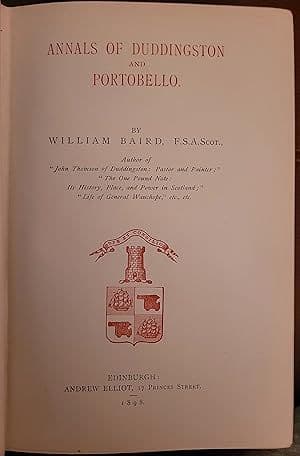 ANNALS OF DUDDINGSTON
AND
PORTOBELLO.
BY
WILLIAM BAIRD, F.S.A.Scot.,
Author of
"John Thomson of Duddingston: Pastor and Painter;"
"The One Pound Note:
Its History, Place, and Power in Scotland;"
"Life of General Wauchope," etc., etc.
EDINBURGH:
ANDREW ELLIOT, 17 Princes Street.
1898.